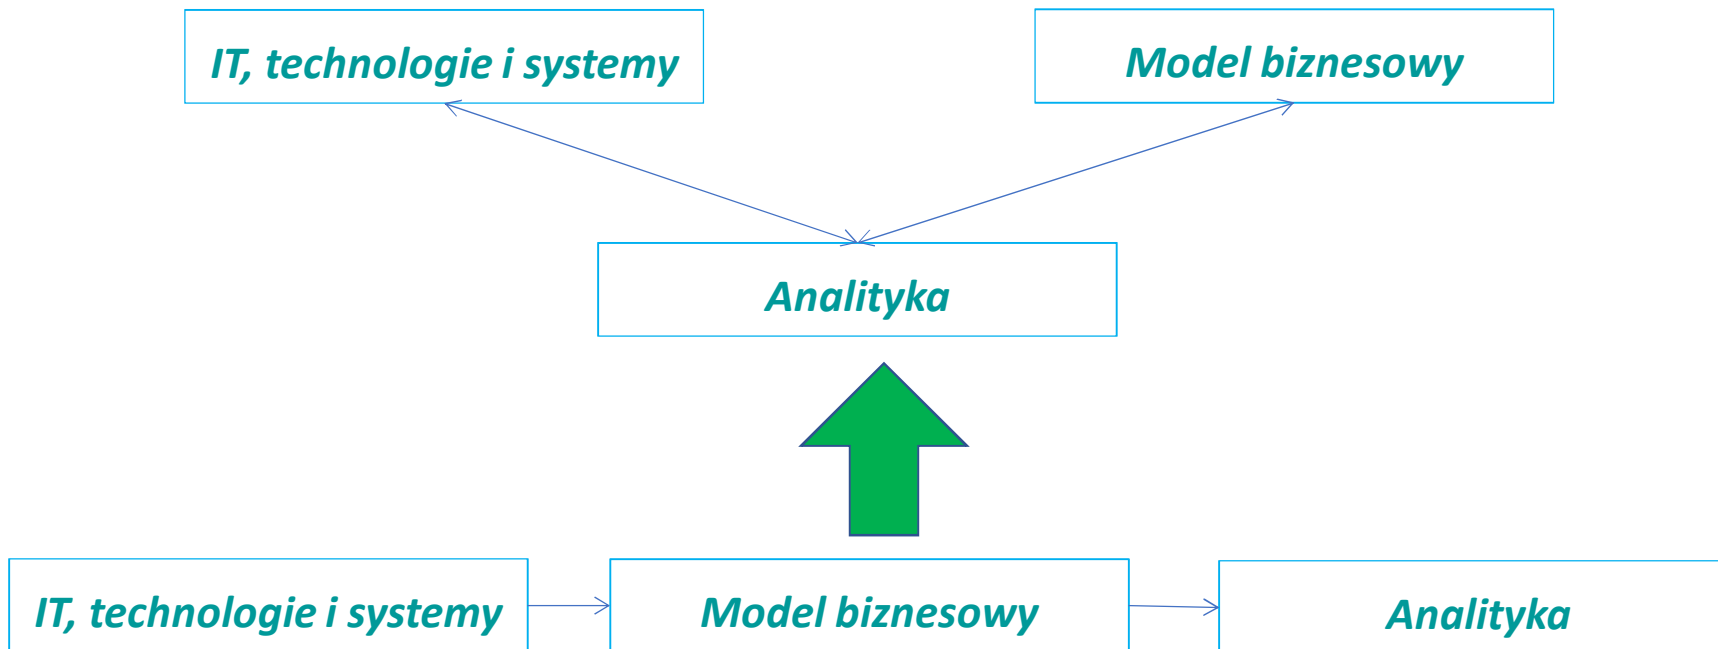 IT, technologie i systemy
Model biznesowy
Analityka
IT, technologie i systemy
Model biznesowy
Analityka